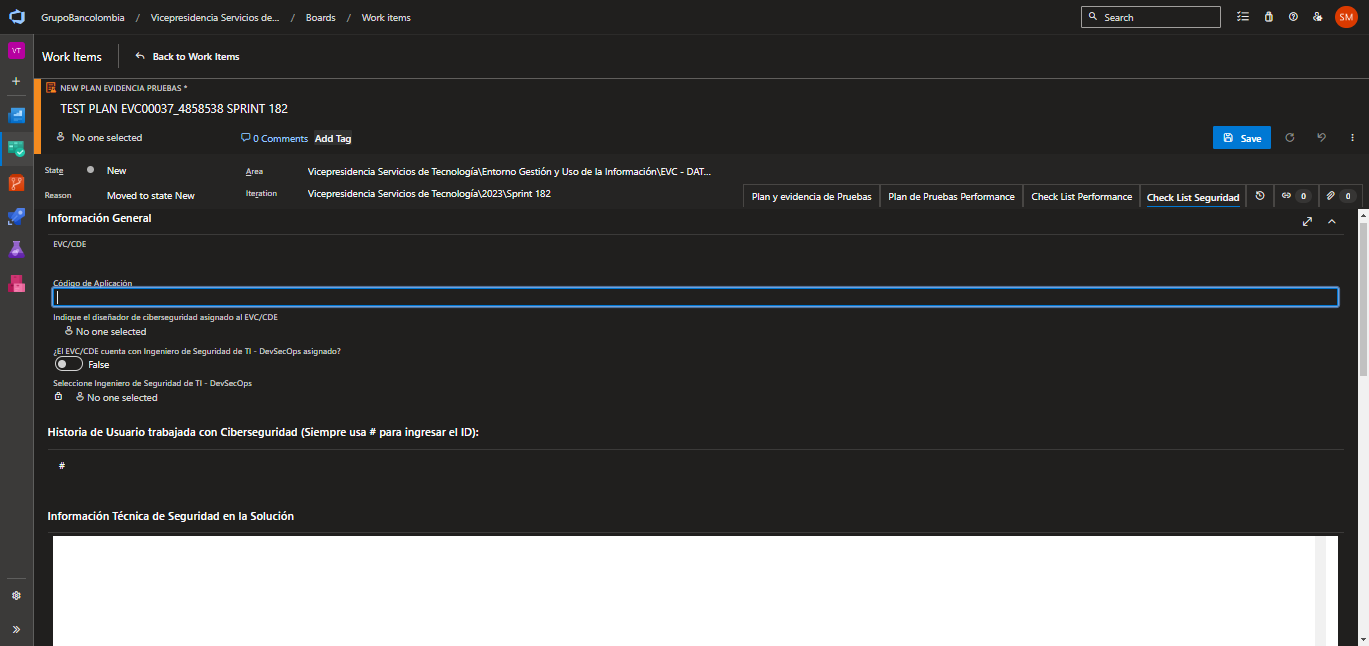 GrupoBancolombia / Vicepresidencia Servicios de... / Boards / Work items
Search
SM
VT
Work Items
Back to Work Items
NEW PLAN EVIDENCIA PRUEBAS *
TEST PLAN EVC00037_4858538 SPRINT 182
No one selected
0 Comments
Add Tag
Save
State
New
Area
Vicepresidencia Servicios de Tecnología\Entorno Gestión y Uso de la Información\EVC - DAT...
Reason
Moved to state New
Iteration
Vicepresidencia Servicios de Tecnología\2023\Sprint 182
Plan y evidencia de Pruebas
Plan de Pruebas Performance
Check List Performance
Check List Seguridad
0
0
Información General
EVC/CDE
Código de Aplicación
Indique el diseñador de ciberseguridad asignado al EVC/CDE
No one selected
¿El EVC/CDE cuenta con Ingeniero de Seguridad de TI - DevSecOps asignado?
False
Seleccione Ingeniero de Seguridad de TI - DevSecOps
No one selected
Historia de Usuario trabajada con Ciberseguridad (Siempre usa # para ingresar el ID):
#
Información Técnica de Seguridad en la Solución